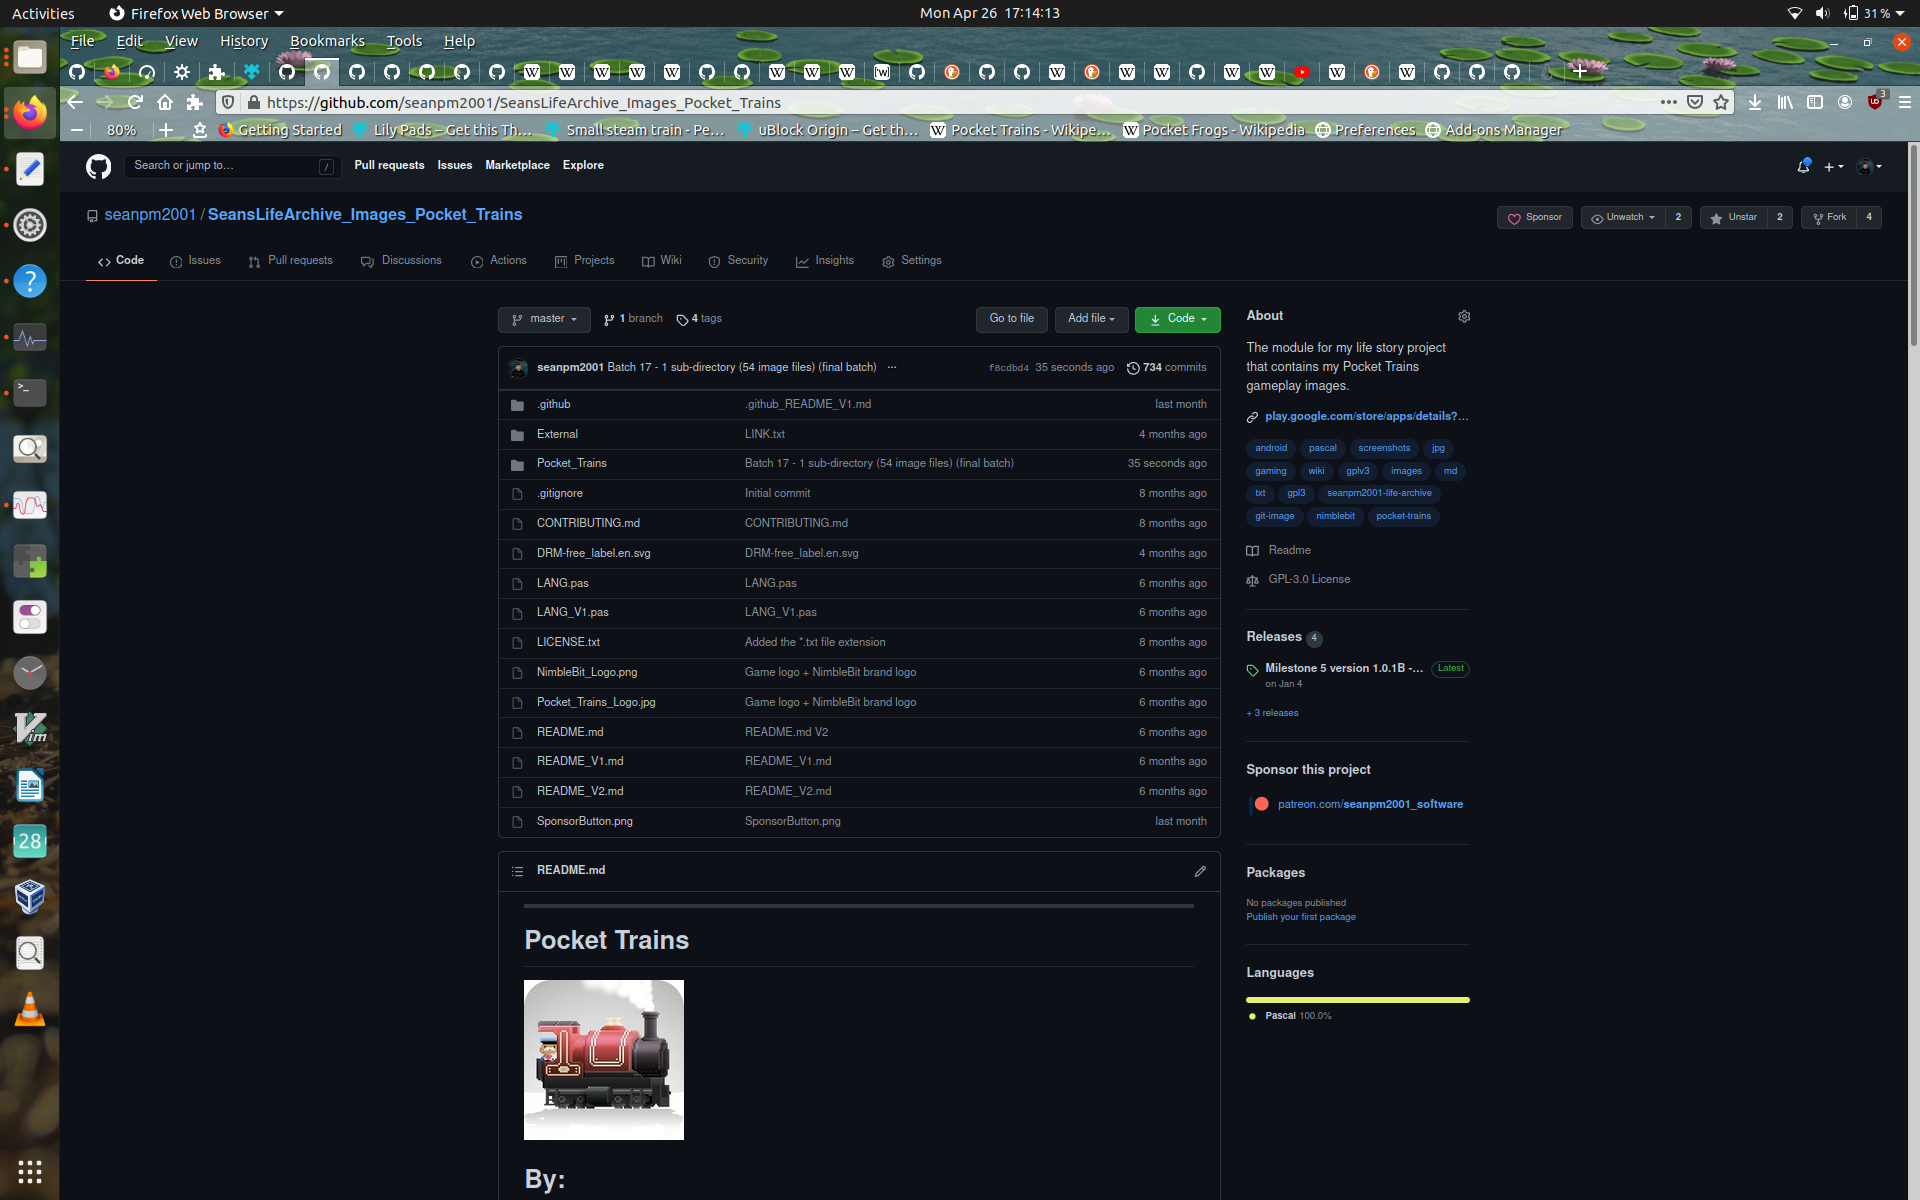 Activities Firefox Web Browser Mon Apr 26 17:14:13 31 %
File Edit View History Bookmarks Tools Help
https://github.com/seanpm2001/SeansLifeArchive_Images_Pocket_Trains 3
80% Getting Started Lily Pads – Get this Th… Small steam train - Pe… uBlock Origin – Get th… Pocket Trains - Wikipe… Pocket Frogs - Wikipedia Preferences Add-ons Manager
Search or jump to… / Pull requests Issues Marketplace Explore
seanpm2001 / SeansLifeArchive_Images_Pocket_Trains
Sponsor Unwatch 2 Unstar 2 Fork 4
Code Issues Pull requests Discussions Actions Projects Wiki Security Insights Settings
master 1 branch 4 tags Go to file Add file Code
seanpm2001 Batch 17 - 1 sub-directory (54 image files) (final batch) ... f8cdbd4 35 seconds ago 734 commits
.github .github_README_V1.md last month
External LINK.txt 4 months ago
Pocket_Trains Batch 17 - 1 sub-directory (54 image files) (final batch) 35 seconds ago
.gitignore Initial commit 8 months ago
CONTRIBUTING.md CONTRIBUTING.md 8 months ago
DRM-free_label.en.svg DRM-free_label.en.svg 4 months ago
LANG.pas LANG.pas 6 months ago
LANG_V1.pas LANG_V1.pas 6 months ago
LICENSE.txt Added the *.txt file extension 8 months ago
NimbleBit_Logo.png Game logo + NimbleBit brand logo 6 months ago
Pocket_Trains_Logo.jpg Game logo + NimbleBit brand logo 6 months ago
README.md README.md V2 6 months ago
README_V1.md README_V1.md 6 months ago
README_V2.md README_V2.md 6 months ago
SponsorButton.png SponsorButton.png last month
README.md
Pocket Trains
By:
About
The module for my life story project
that contains my Pocket Trains
gameplay images.
play.google.com/store/apps/details?…
android pascal screenshots jpg
gaming wiki gplv3 images md
txt gpl3 seanpm2001-life-archive
git-image nimblebit pocket-trains
Readme
GPL-3.0 License
Releases 4
Milestone 5 version 1.0.1B -… Latest
on Jan 4
+ 3 releases
Sponsor this project
patreon.com/seanpm2001_software
Packages
No packages published
Publish your first package
Languages
Pascal 100.0%
28